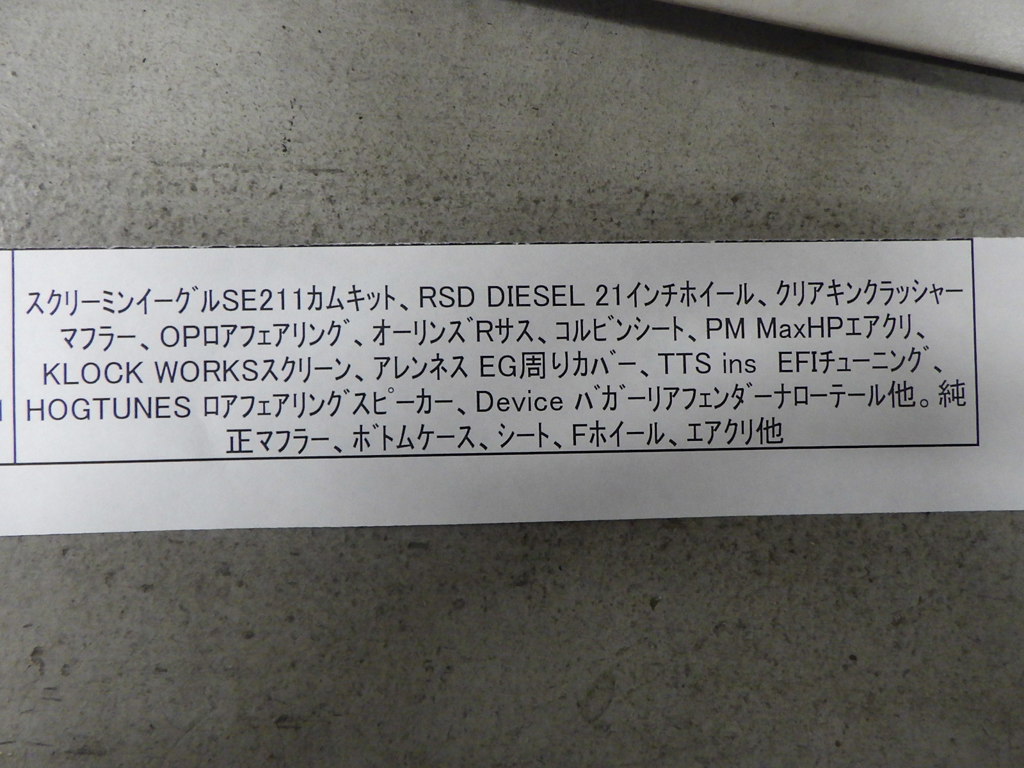 スクリーミンイーグルSE211カムキット、RSD DIESEL 21インチホイール、クリアキンクラッシャー
マフラー、OPロアフェアリング、オーリンズRサス、コルビンシート、PM MaxHPエアクリ、
KLOCK WORKSスクリーン、アレンネス EG周りカバー、TTS ins　EFIチューニング、
HOGTUNES ロアフェアリングスピーカー、Device バガーリアフェンダーナローテール他。純
正マフラー、ボトムケース、シート、Fホイール、エアクリ他